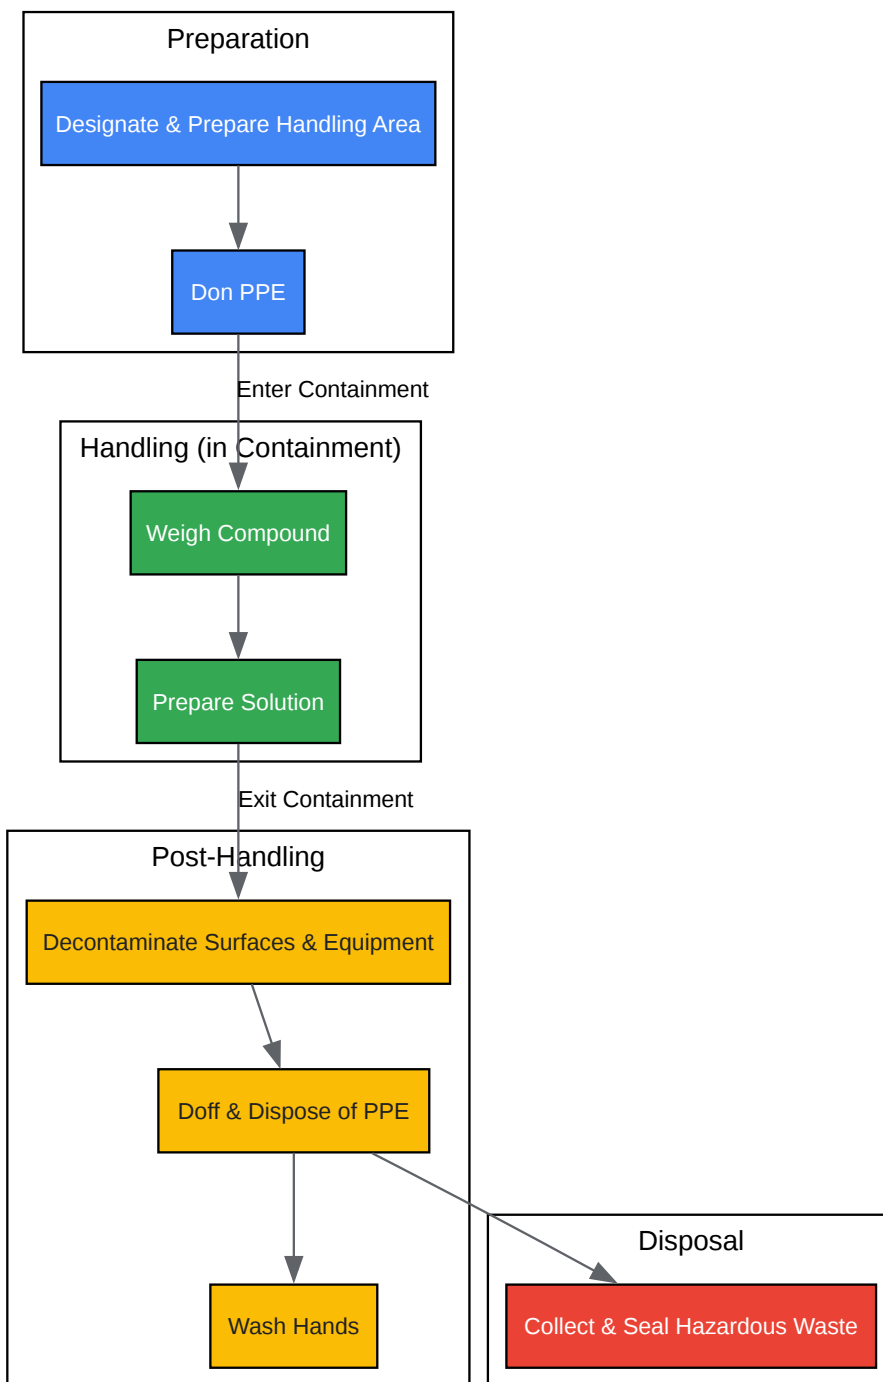 Preparation
Designate & Prepare Handling Area
Don PPE
Enter Containment
Handling (in Containment)
Weigh Compound
Prepare Solution
Exit Containment
Post-Handling
Decontaminate Surfaces & Equipment
Doff & Dispose of PPE
Disposal
Wash Hands
Collect & Seal Hazardous Waste